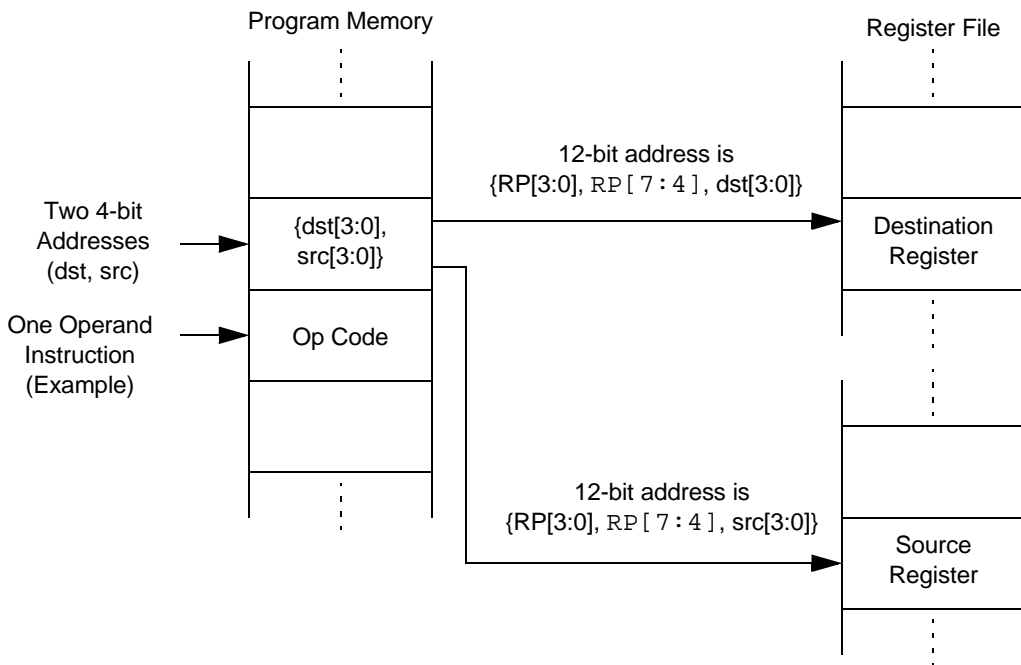 Program Memory
Register File
12-bit address is
{RP[3:0], RP[7:4], dst[3:0]}
Two 4-bit
Addresses
(dst, src)
{dst[3:0],
src[3:0]}
Destination
Register
One Operand
Instruction
(Example)
Op Code
12-bit address is
{RP[3:0], RP[7:4], src[3:0]}
Source
Register